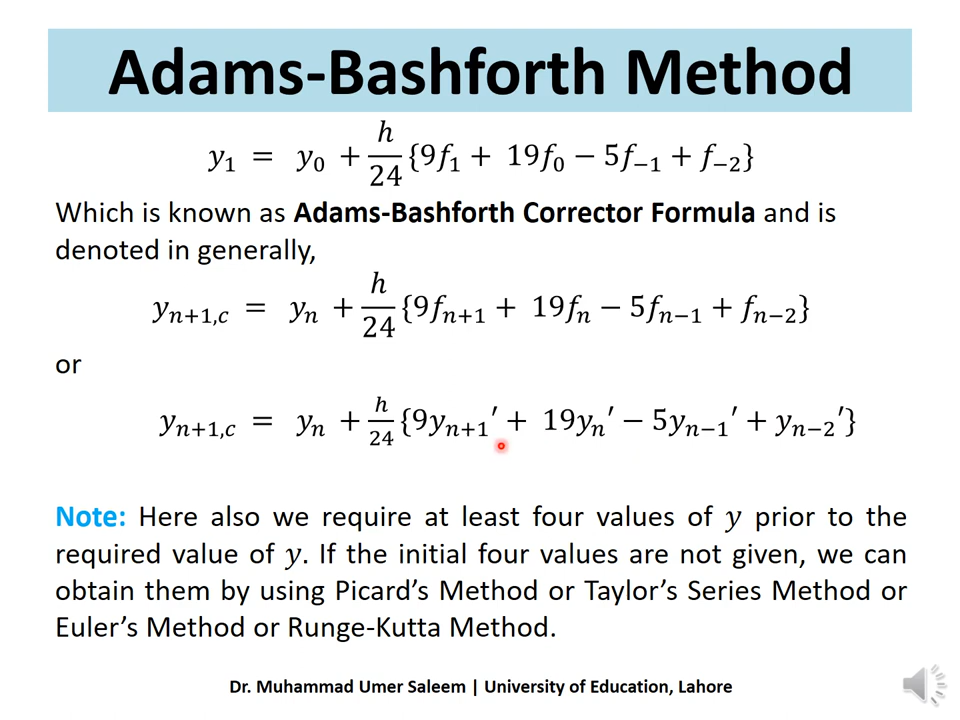 Adams-Bashforth Method
y₁ = y₀ + h/24 {9f₁ + 19f₀ − 5f₋₁ + f₋₂}
Which is known as Adams-Bashforth Corrector Formula and is
denoted in generally,
yₙ₊₁,c = yₙ + h/24 {9fₙ₊₁ + 19fₙ − 5fₙ₋₁ + fₙ₋₂}
or
yₙ₊₁,c = yₙ + h/24 {9yₙ₊₁′ + 19yₙ′ − 5yₙ₋₁′ + yₙ₋₂′}
Note: Here also we require at least four values of y prior to the
required value of y. If the initial four values are not given, we can
obtain them by using Picard's Method or Taylor's Series Method or
Euler's Method or Runge-Kutta Method.
Dr. Muhammad Umer Saleem | University of Education, Lahore